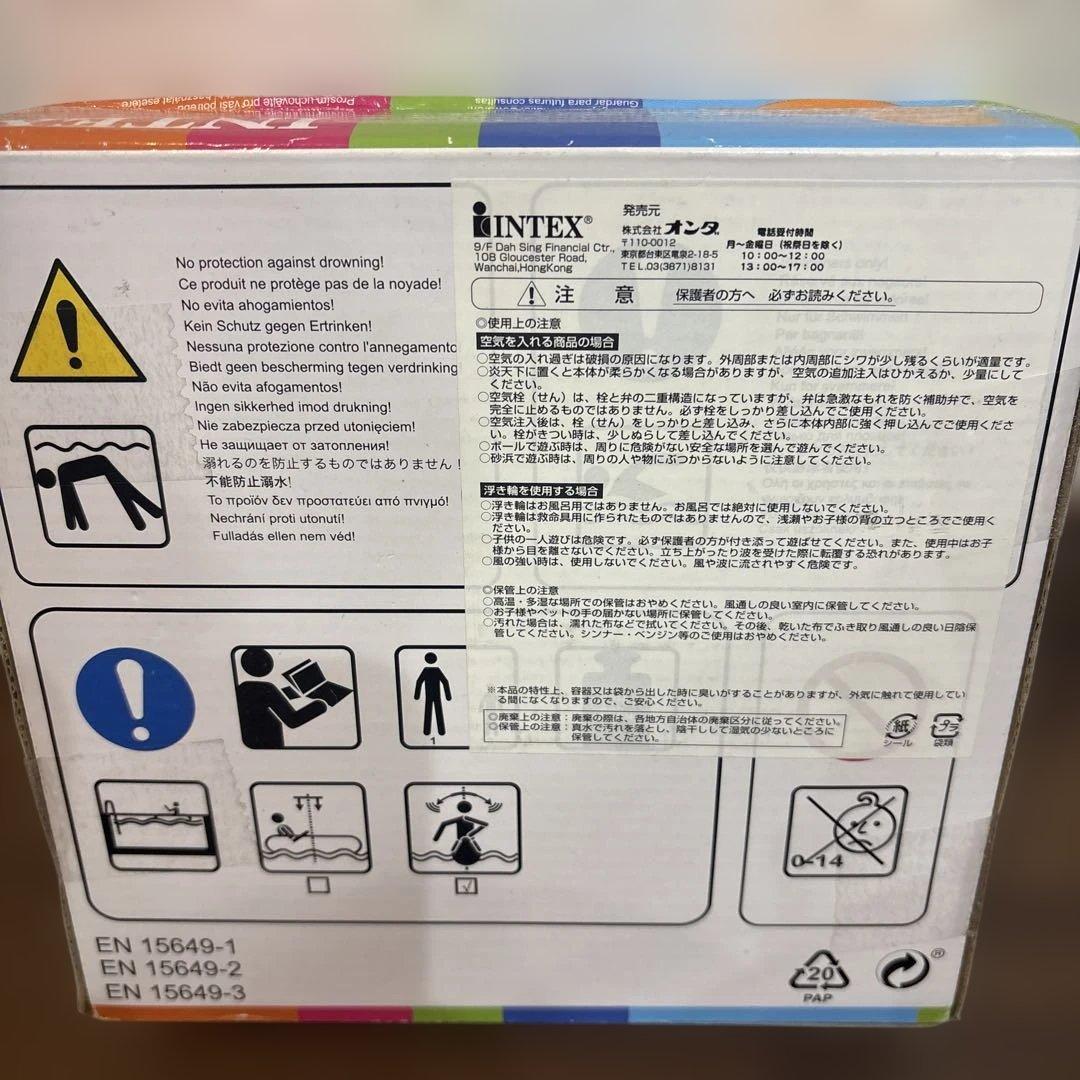 Prosím uchovejte pro vaši potřebu
Guardar para futuras consultas
INTEX
No protection against drowning!
Ce produit ne protège pas de la noyade!
No evita ahogamientos!
Kein Schutz gegen Ertrinken!
Nessuna protezione contro l'annegamento
Biedt geen bescherming tegen verdrinking
Não evita afogamentos!
Ingen sikkerhed imod drukning!
Nie zabezpiecza przed utonięciem!
Не защищает от затопления!
溺れるのを防止するものではありません!
不能防止溺水!
Το προϊόν δεν προστατεύει από πνιγμό!
Nechrání proti utonutí!
Fulladás ellen nem véd!
INTEX®
9/F Dah Sing Financial Ctr.,
10B Gloucester Road,
Wanchai,HongKong
発売元
株式会社オンダ
〒110-0012
東京都台東区竜泉2-18-5
TEL.03(3871)8131
電話受付時間
月~金曜日(祝祭日を除く)
10:00~12:00
13:00~17:00
注 意 保護者の方へ 必ずお読みください。
◎使用上の注意
空気を入れる商品の場合
○空気の入れ過ぎは破損の原因になります。外周部または内周部にシワが少し残るくらいが適量です。
○炎天下に置くと本体が柔らかくなる場合がありますが、空気の追加注入はひかえるか、少量にして
ください。
○空気栓(せん)は、栓と弁の二重構造になっていますが、弁は急激なもれを防ぐ補助弁で、空気を
完全に止めるものではありません。必ず栓をしっかり差し込んでご使用ください。
○空気注入後は、栓(せん)をしっかりと差し込み、さらに本体内部に強く押し込んでご使用くださ
い。栓がきつい時は、少しぬらして差し込んでください。
○ボールで遊ぶ時は、周りに危険がない安全な場所を選んで遊んでください。
○砂浜で遊ぶ時は、周りの人や物にぶつからないように注意してください。
浮き輪を使用する場合
○浮き輪はお風呂用ではありません。お風呂では絶対に使用しないでください。
○浮き輪は救命具用に作られたものではありませんので、浅瀬やお子様の背の立つところでご使用く
ださい。
○子供の一人遊びは危険です。必ず保護者の方が付き添って遊ばせてください。また、使用中はお子
様から目を離さないでください。立ち上がったり波を受けた際に転覆する恐れがあります。
○風の強い時は、使用しないでください。風や波に流されやすく危険です。
◎保管上の注意
○高温・多湿な場所での保管はおやめください。風通しの良い室内に保管してください。
○お子様やペットの手の届かない場所に保管してください。
○汚れた場合は、濡れた布などで拭いてください。その後、乾いた布でふき取り風通しの良い日陰保
管してください。シンナー・ベンジン等のご使用はおやめください。
※本品の特性上、容器又は袋から出した時に臭いがすることがありますが、外気に触れて使用してい
る間になくなりますので、ご安心ください。
◎廃棄上の注意:廃棄の際は、各地方自治体の廃棄区分に従ってください。
◎保管上の注意:真水で汚れを落とし、陰干しして湿気の少ないところに
保管してください。
紙
シール
プラ
袋類
1
0-14
EN 15649-1
EN 15649-2
EN 15649-3
20
PAP
®